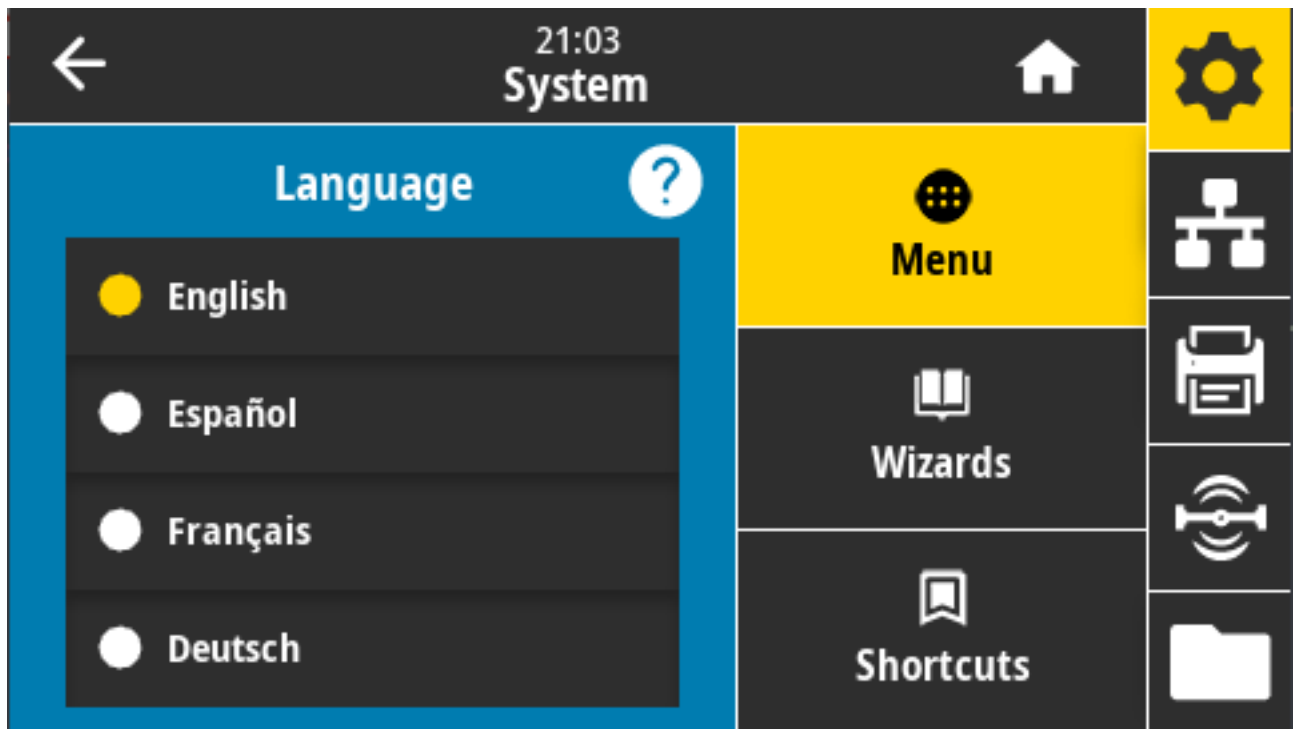 21:03
System
Language
?
English
Español
Français
Deutsch
Menu
Wizards
Shortcuts